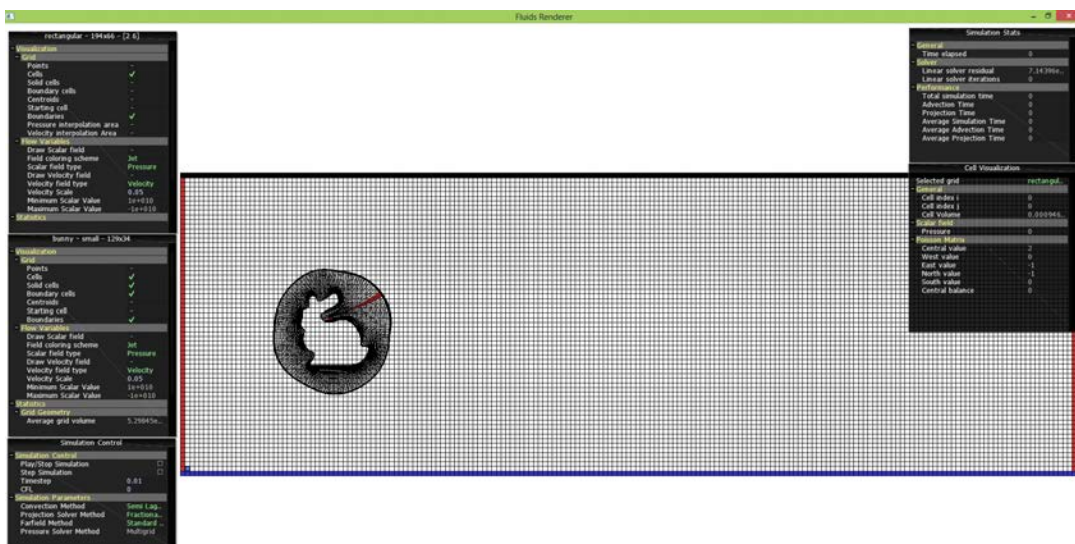 Fluids Renderer
rectangular - 194x66 - [2 6]
Visualization
Grid
Points -
Cells ✓
Solid cells -
Boundary cells -
Centroids -
Starting cell -
Boundaries ✓
Pressure interpolation area -
Velocity interpolation Area -
Flow Variables
Draw Scalar field -
Field coloring scheme Jet
Scalar field type Pressure
Draw Velocity field -
Velocity field type Velocity
Velocity Scale 0.05
Minimum Scalar Value 1e+010
Maximum Scalar Value -1e+010
Statistics
bunny - small - 129x34
Visualization
Grid
Points -
Cells ✓
Solid cells ✓
Boundary cells ✓
Centroids -
Starting cell -
Boundaries ✓
Flow Variables
Draw Scalar field -
Field coloring scheme Jet
Scalar field type Pressure
Draw Velocity field -
Velocity field type Velocity
Velocity Scale 0.05
Minimum Scalar Value 1e+010
Maximum Scalar Value -1e+010
Statistics
Grid Geometry
Average grid volume 5.29845e...
Simulation Control
Simulation Control
Play/Stop Simulation
Step Simulation
Timestep 0.01
CFL 0
Simulation Parameters
Convection Method Semi Lag...
Projection Solver Method Fractiona...
Farfield Method Standard ...
Pressure Solver Method Multigrid
Simulation Stats
General
Time elapsed 0
Solver
Linear solver residual 7.14396e...
Linear solver iterations 0
Performance
Total simulation time 0
Advection Time 0
Projection Time 0
Average Simulation Time 0
Average Advection Time 0
Average Projection Time 0
Cell Visualization
Selected grid rectangul...
General
Cell index i 0
Cell index j 0
Cell Volume 0.000946...
Scalar field
Pressure 0
Poisson Matrix
Central value 2
West value 0
East value -1
North value -1
South value 0
Central balance 0